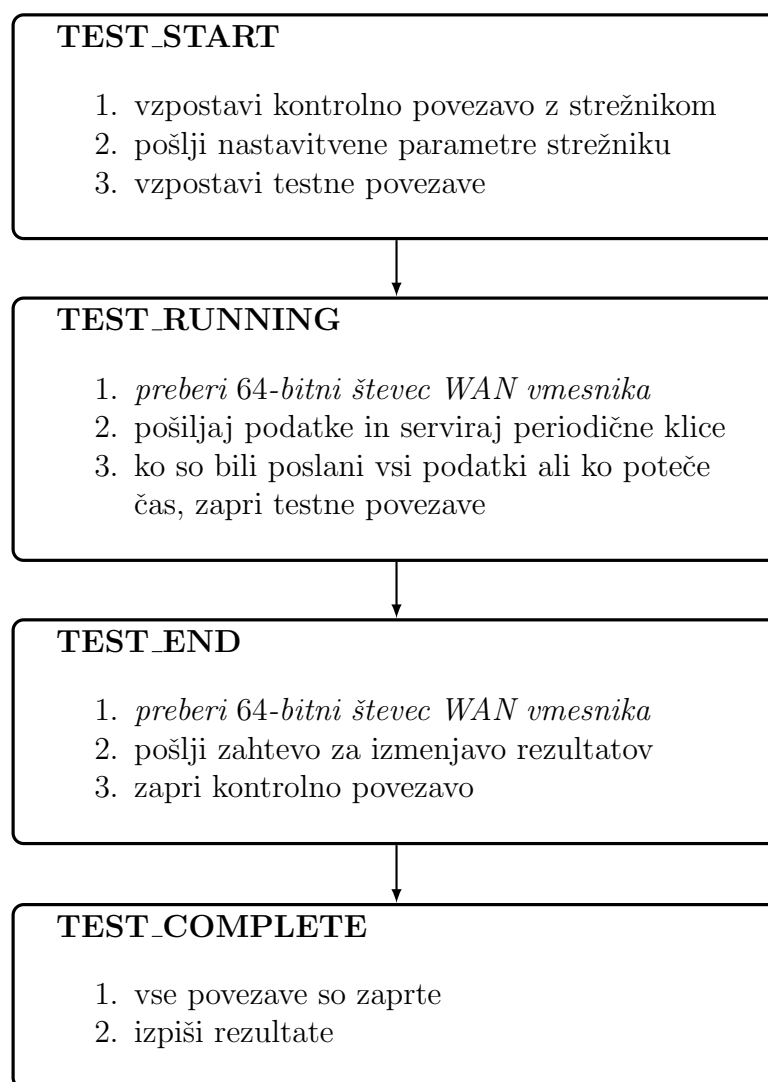 TEST_START
1. vzpostavi kontrolno povezavo z strežnikom
2. pošlji nastavitvene parametre strežniku
3. vzpostavi testne povezave
TEST_RUNNING
1. preberi 64-bitni števec WAN vmesnika
2. pošiljaj podatke in serviraj periodične klice
3. ko so bili poslani vsi podatki ali ko poteče
čas, zapri testne povezave
TEST_END
1. preberi 64-bitni števec WAN vmesnika
2. pošlji zahtevo za izmenjavo rezultatov
3. zapri kontrolno povezavo
TEST_COMPLETE
1. vse povezave so zaprte
2. izpiši rezultate